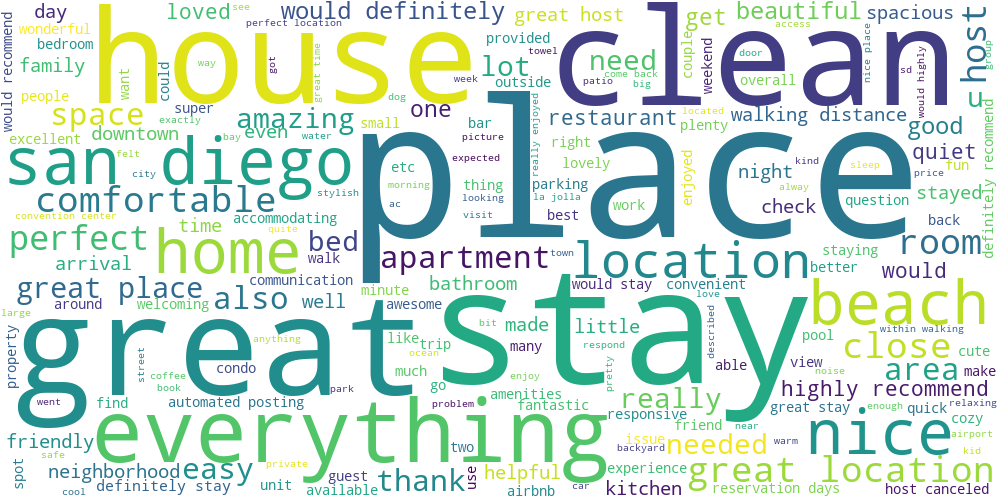 day
loved
would definitely
great host
get
beautiful
spacious
see
wonderful
perfect location
house
clean
bedroom
provided
towel
couple
access
would recommend
family
want
could
way
got
great time
week
lot
need
outside
come back
big
patio
weekend
door
overall
nice place
sd
would highly
u host
group
people
super
dog
space
exactly
amazing
one
small
bar
picture
really enjoyed
restaurant
located
plenty
walking distance
good
definitely recommend
excellent
downtown
even
bay
water
right
lovely
enjoyed
kind
quiet
fun
felt
san diego
city
stylish
etc
expected
place
night
sleep
price
comfortable
morning
ac
thing
looking
parking
la jolla
work
check
alway
question
stayed
convention center
accommodating
visit
best
back
perfect
time
quite
bed
home
walk
apartment
town
location
staying
room
arrival
communication
bathroom
would stay
convenient
better
would
great place
also
well
minute
awesome
love
beach
large
around
welcoming
great
stay
made
little
described
pool
within walking
property
street
anything
like
trip
bit
many
respond
pretty
close
cute
condo
much
ocean
able
view
noise
area
make
coffee
book
park
go
enjoy
really
highly recommend
went
find
automated posting
problem
amenities
fantastic
responsive
near
great stay
enough
quick
cozy
relaxing
friendly
everything
friend
nice
airport
safe
two
backyard
issue
needed
warm
kid
spot
neighborhood
easy
private
guest
thank
use
helpful
car
experience
great location
cool
definitely stay
unit
available
airbnb
kitchen
reservation days
host canceled